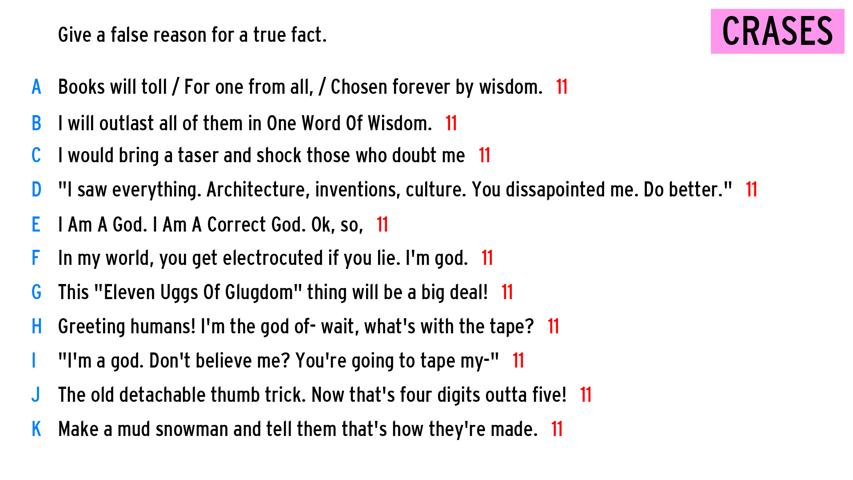 Give a false reason for a true fact.
CRASES
A Books will toll / For one from all, / Chosen forever by wisdom. 11
B I will outlast all of them in One Word Of Wisdom. 11
C I would bring a taser and shock those who doubt me 11
D "I saw everything. Architecture, inventions, culture. You dissapointed me. Do better." 11
E I Am A God. I Am A Correct God. Ok, so, 11
F In my world, you get electrocuted if you lie. I'm god. 11
G This "Eleven Uggs Of Glugdom" thing will be a big deal! 11
H Greeting humans! I'm the god of- wait, what's with the tape? 11
I "I'm a god. Don't believe me? You're going to tape my-" 11
J The old detachable thumb trick. Now that's four digits outta five! 11
K Make a mud snowman and tell them that's how they're made. 11